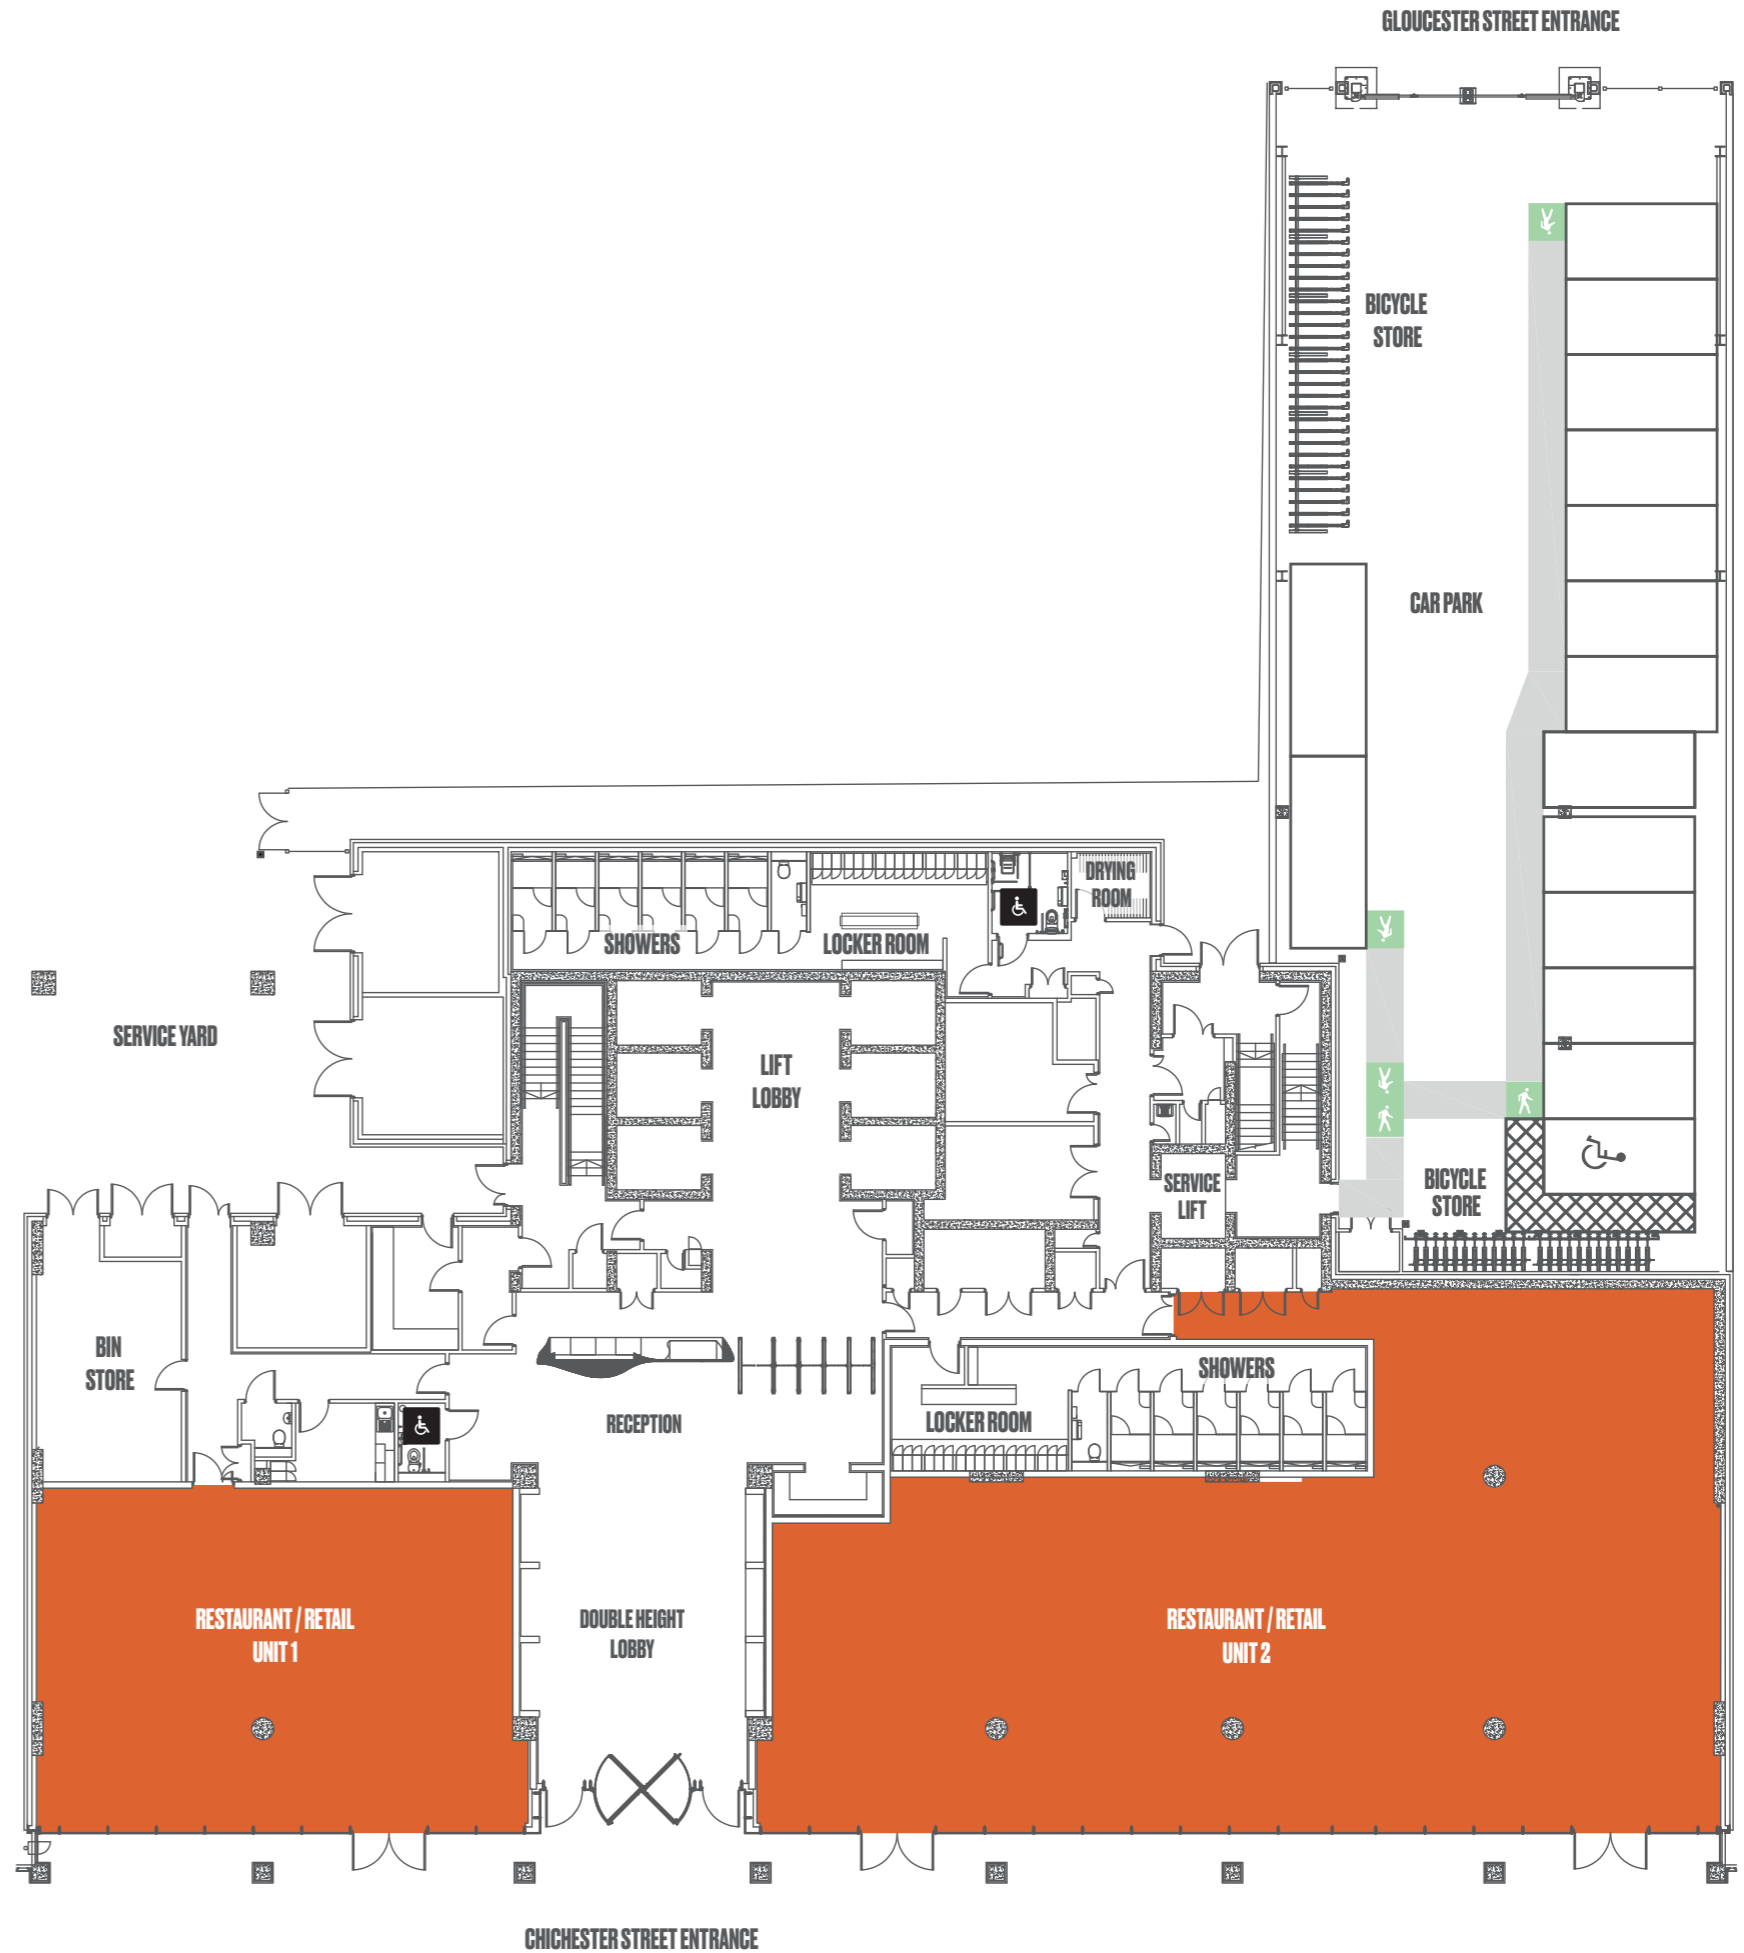 GLOUCESTER STREET ENTRANCE
BICYCLE
STORE
CAR PARK
DRYING
ROOM
SHOWERS
LOCKER ROOM
SERVICE YARD
LIFT
LOBBY
SERVICE
LIFT
BICYCLE
STORE
BIN
STORE
SHOWERS
LOCKER ROOM
RECEPTION
RESTAURANT / RETAIL
UNIT 1
DOUBLE HEIGHT
LOBBY
RESTAURANT / RETAIL
UNIT 2
CHICHESTER STREET ENTRANCE